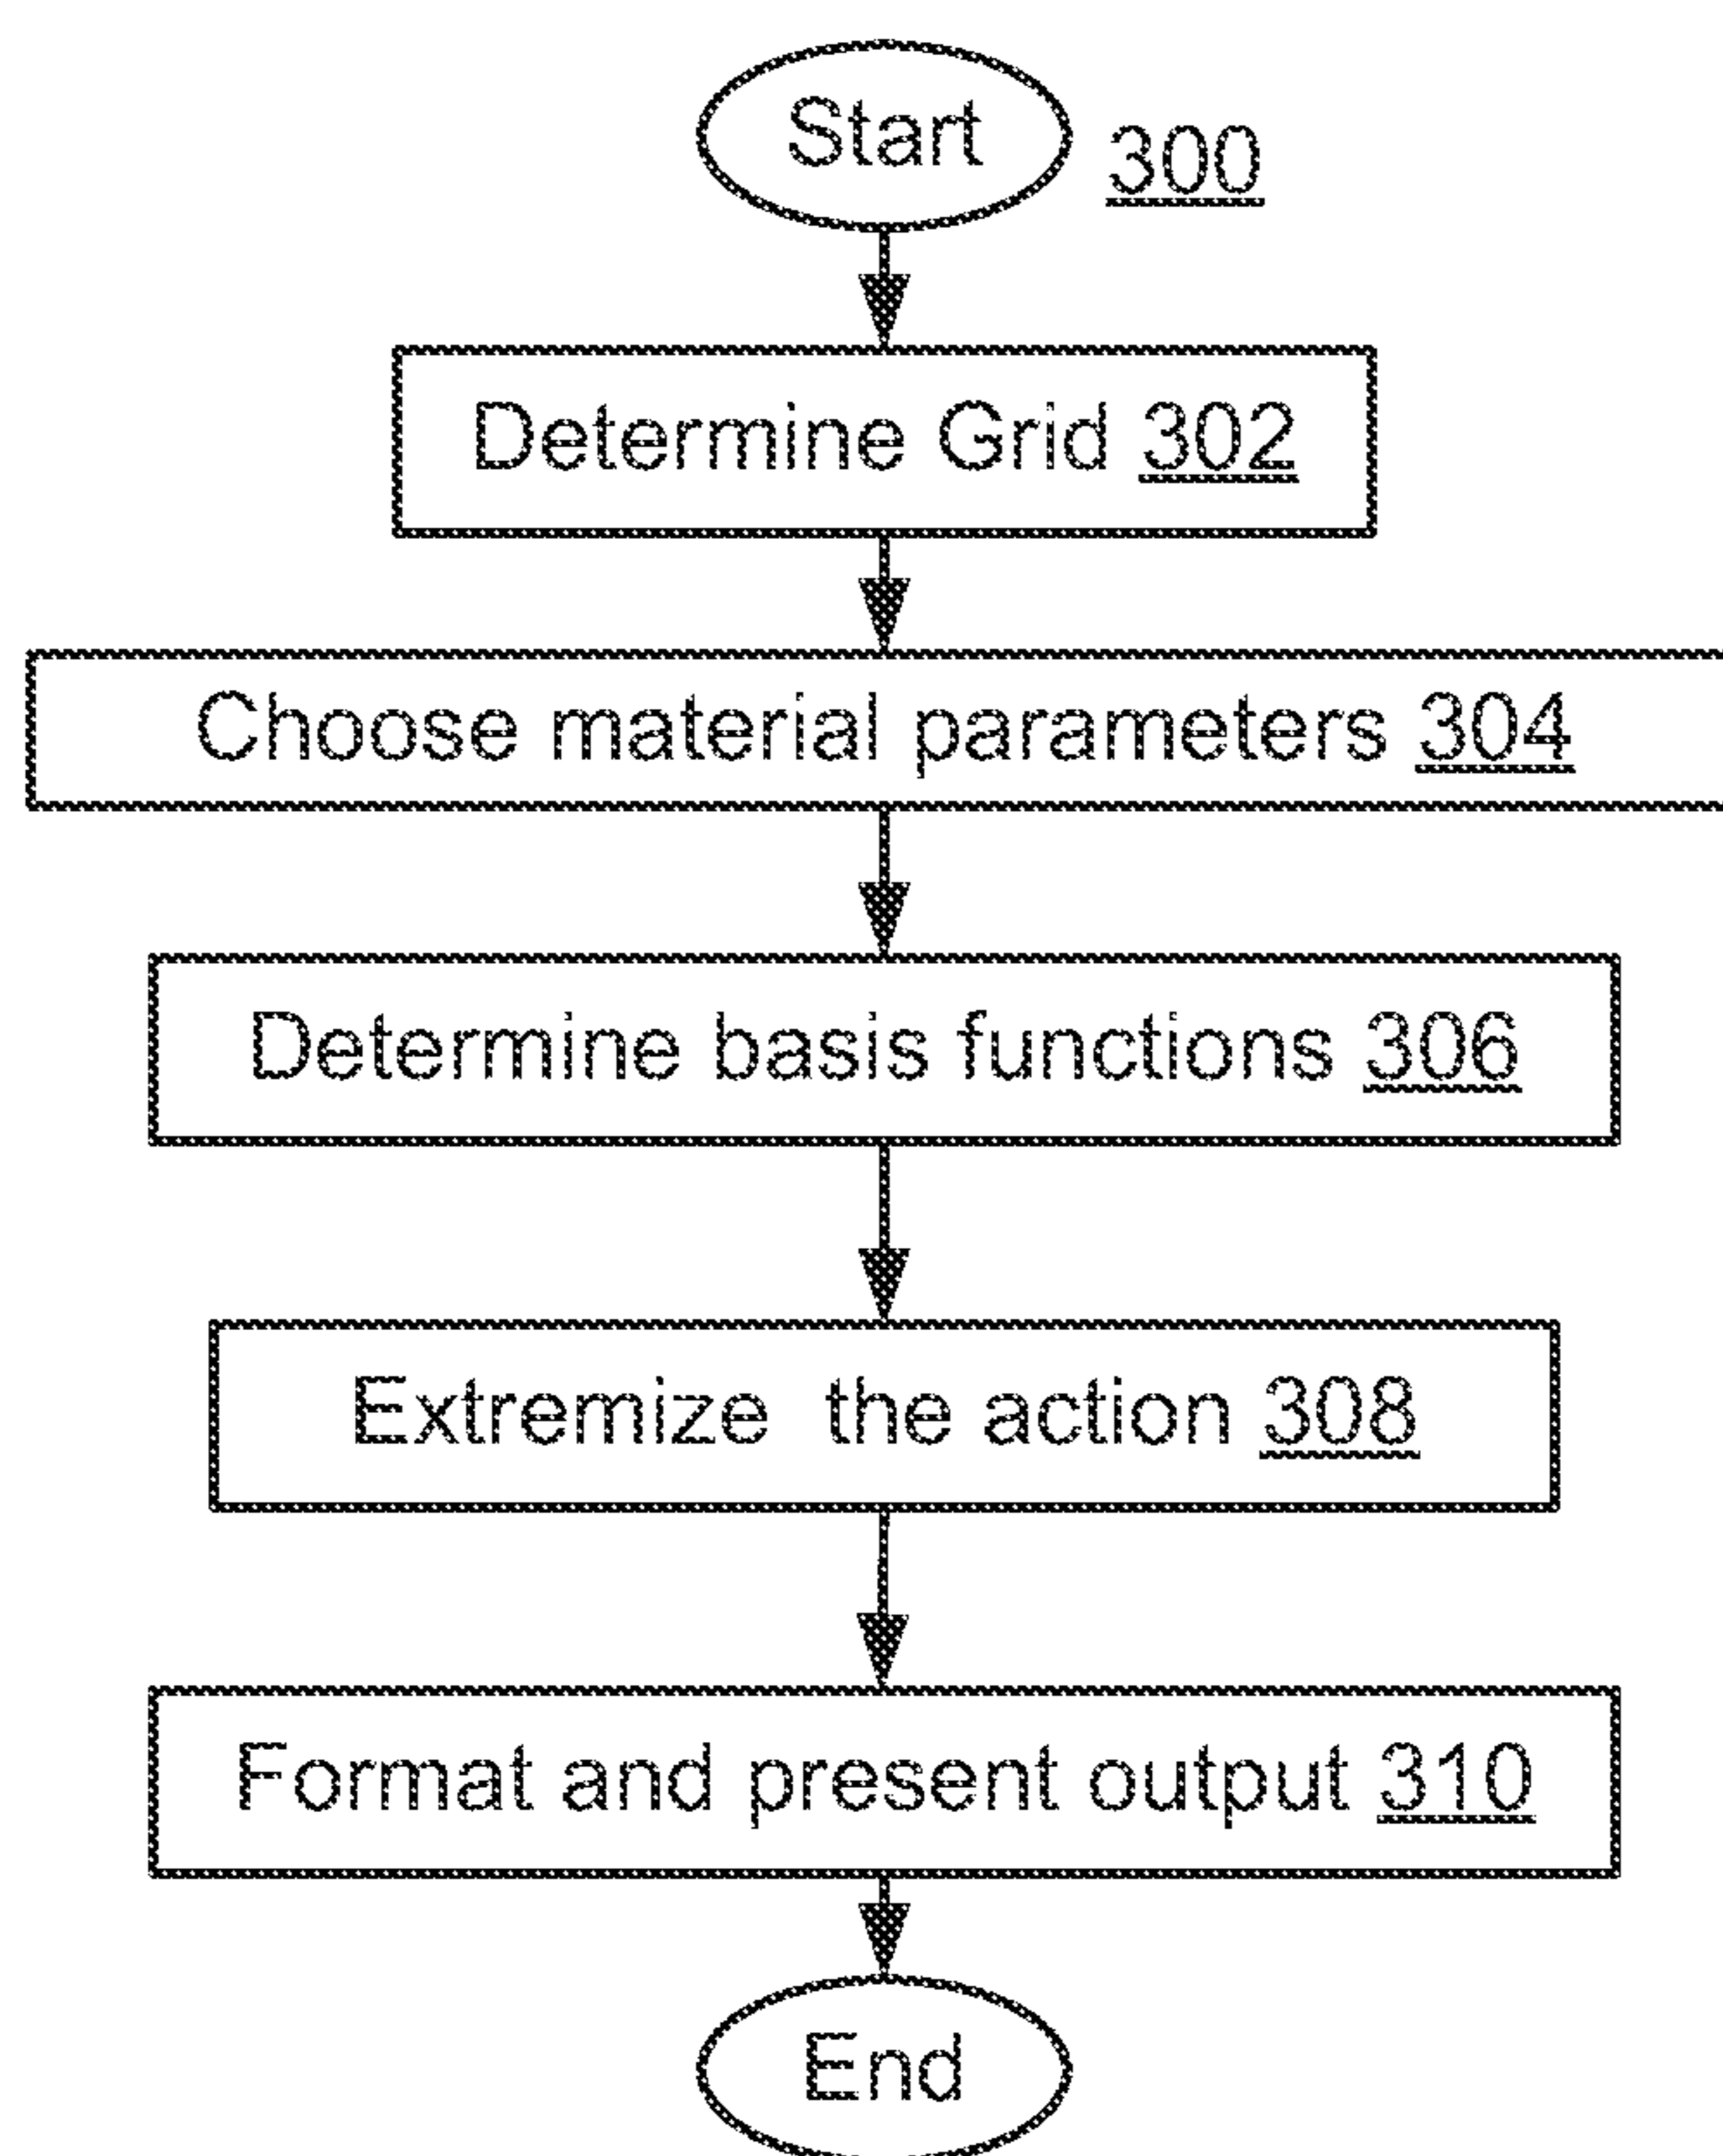 Start
300
Determine Grid 302
Choose material parameters 304
Determine basis functions 306
Extremize the action 308
Format and present output 310
End